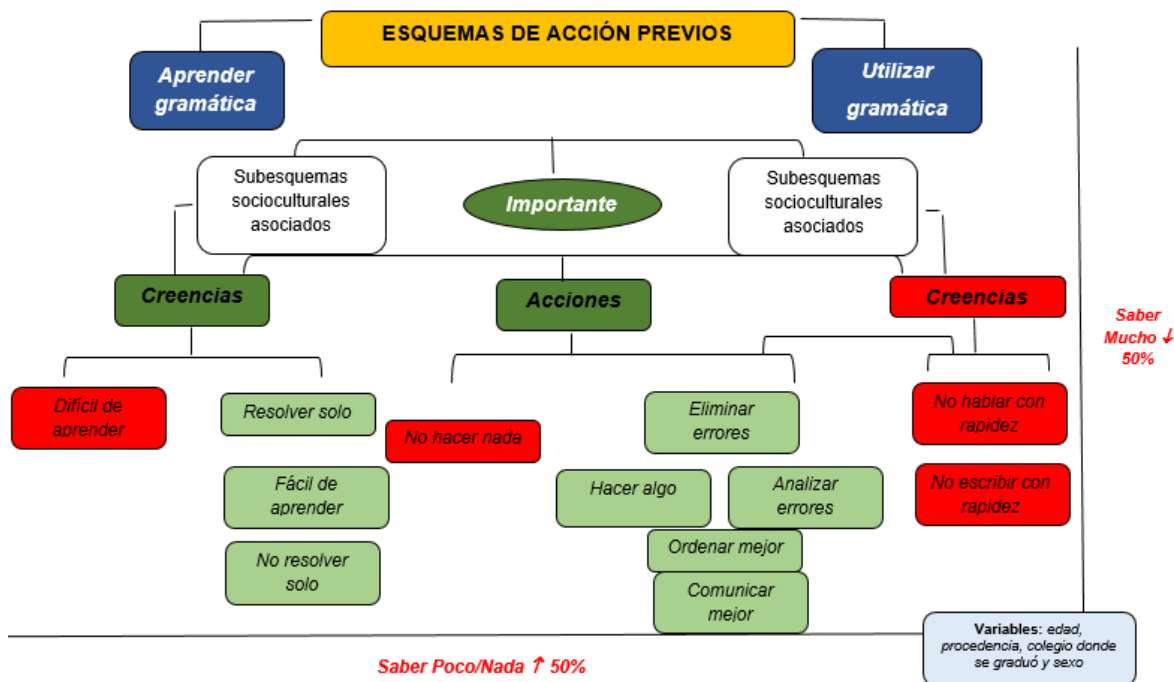 ESQUEMAS DE ACCIÓN PREVIOS
Aprender
gramática
Utilizar
gramática
Subesquemas
socioculturales
asociados
Importante
Subesquemas
socioculturales
asociados
Creencias
Acciones
Creencias
Saber
Mucho ↓
50%
Difícil de
aprender
Resolver solo
No hacer nada
Eliminar
errores
No hablar con
rapidez
Fácil de
aprender
Hacer algo
Analizar
errores
No escribir con
rapidez
No resolver
solo
Ordenar mejor
Comunicar
mejor
Variables: edad,
procedencia, colegio donde
se graduó y sexo
Saber Poco/Nada ↑ 50%